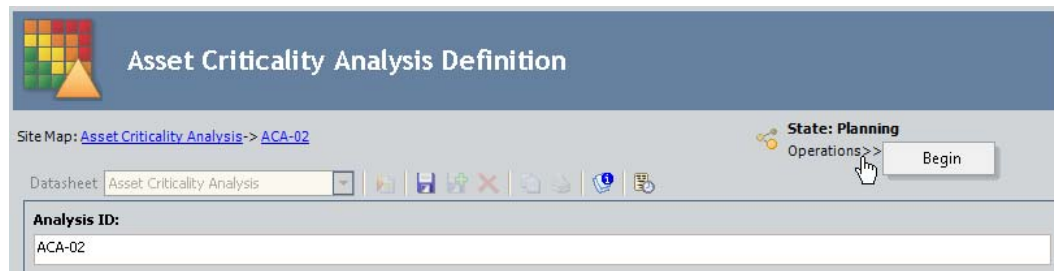 Asset Criticality Analysis Definition
Site Map: Asset Criticality Analysis-> ACA-02
State: Planning
Operations>>
Begin
Datasheet Asset Criticality Analysis
Analysis ID:
ACA-02